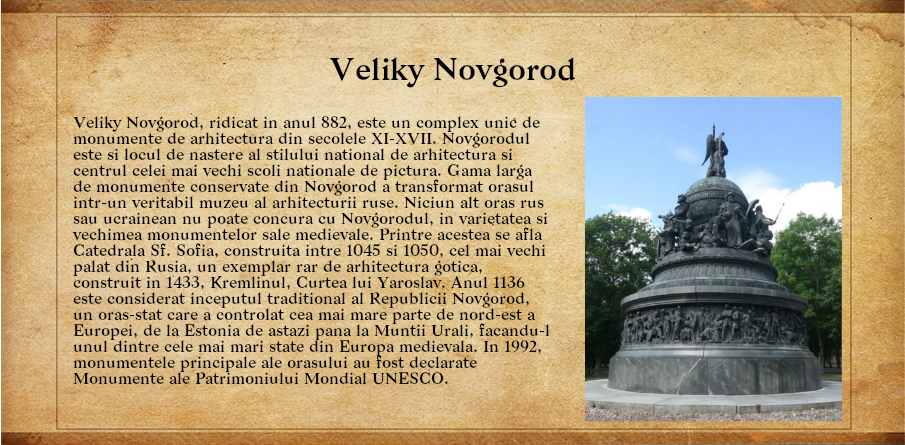 Veliky Novgorod
Veliky Novgorod, ridicat in anul 882, este un complex unic de
monumente de arhitectura din secolele XI-XVII. Novgorodul
este si locul de nastere al stilului national de arhitectura si
centrul celei mai vechi scoli nationale de pictura. Gama larga
de monumente conservate din Novgorod a transformat orasul
intr-un veritabil muzeu al arhitecturii ruse. Niciun alt oras rus
sau ucrainean nu poate concura cu Novgorodul, in varietatea si
vechimea monumentelor sale medievale. Printre acestea se afla
Catedrala Sf. Sofia, construita intre 1045 si 1050, cel mai vechi
palat din Rusia, un exemplar rar de arhitectura gotica,
construit in 1433, Kremlinul, Curtea lui Yaroslav. Anul 1136
este considerat inceputul traditional al Republicii Novgorod,
un oras-stat care a controlat cea mai mare parte de nord-est a
Europei, de la Estonia de astazi pana la Muntii Urali, facandu-l
unul dintre cele mai mari state din Europa medievala. In 1992,
monumentele principale ale orasului au fost declarate
Monumente ale Patrimoniului Mondial UNESCO.